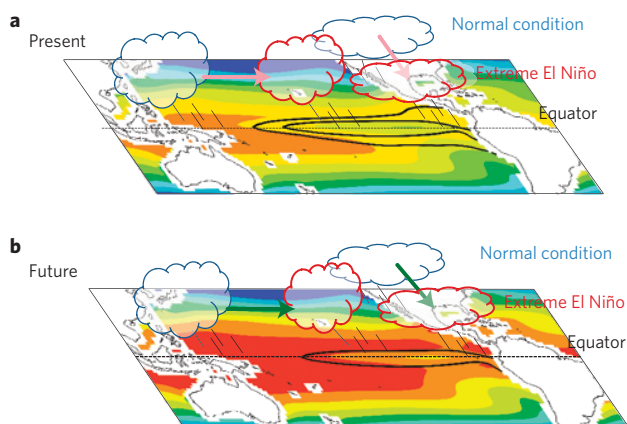 a
Normal condition
Present
Extreme El Niño
Equator
b
Normal condition
Future
Extreme El Niño
Equator